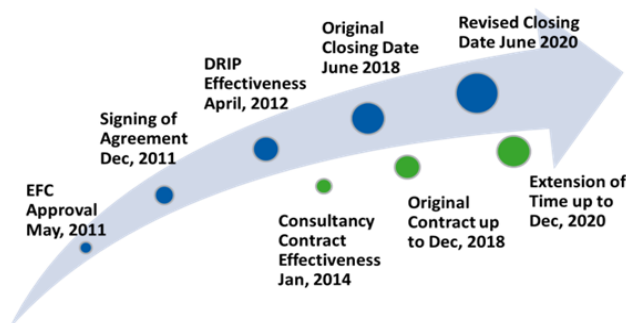 EFC
Approval
May, 2011
Signing of
Agreement
Dec, 2011
DRIP
Effectiveness
April, 2012
Original
Closing Date
June 2018
Revised Closing
Date June 2020
Consultancy
Contract
Effectiveness
Jan, 2014
Original
Contract up
to Dec, 2018
Extension of
Time up to
Dec, 2020